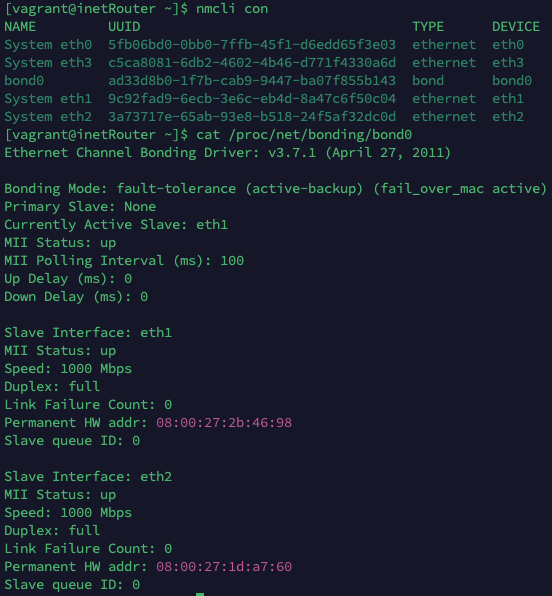 [vagrant@inetRouter ~]$ nmcli con
NAME UUID TYPE DEVICE
System eth0 5fb06bd0-0bb0-7ffb-45f1-d6edd65f3e03 ethernet eth0
System eth3 c5ca8081-6db2-4602-4b46-d771f4330a6d ethernet eth3
bond0 ad33d8b0-1f7b-cab9-9447-ba07f855b143 bond bond0
System eth1 9c92fad9-6ecb-3e6c-eb4d-8a47c6f50c04 ethernet eth1
System eth2 3a73717e-65ab-93e8-b518-24f5af32dc0d ethernet eth2
[vagrant@inetRouter ~]$ cat /proc/net/bonding/bond0
Ethernet Channel Bonding Driver: v3.7.1 (April 27, 2011)
Bonding Mode: fault-tolerance (active-backup) (fail_over_mac active)
Primary Slave: None
Currently Active Slave: eth1
MII Status: up
MII Polling Interval (ms): 100
Up Delay (ms): 0
Down Delay (ms): 0
Slave Interface: eth1
MII Status: up
Speed: 1000 Mbps
Duplex: full
Link Failure Count: 0
Permanent HW addr: 08:00:27:2b:46:98
Slave queue ID: 0
Slave Interface: eth2
MII Status: up
Speed: 1000 Mbps
Duplex: full
Link Failure Count: 0
Permanent HW addr: 08:00:27:1d:a7:60
Slave queue ID: 0